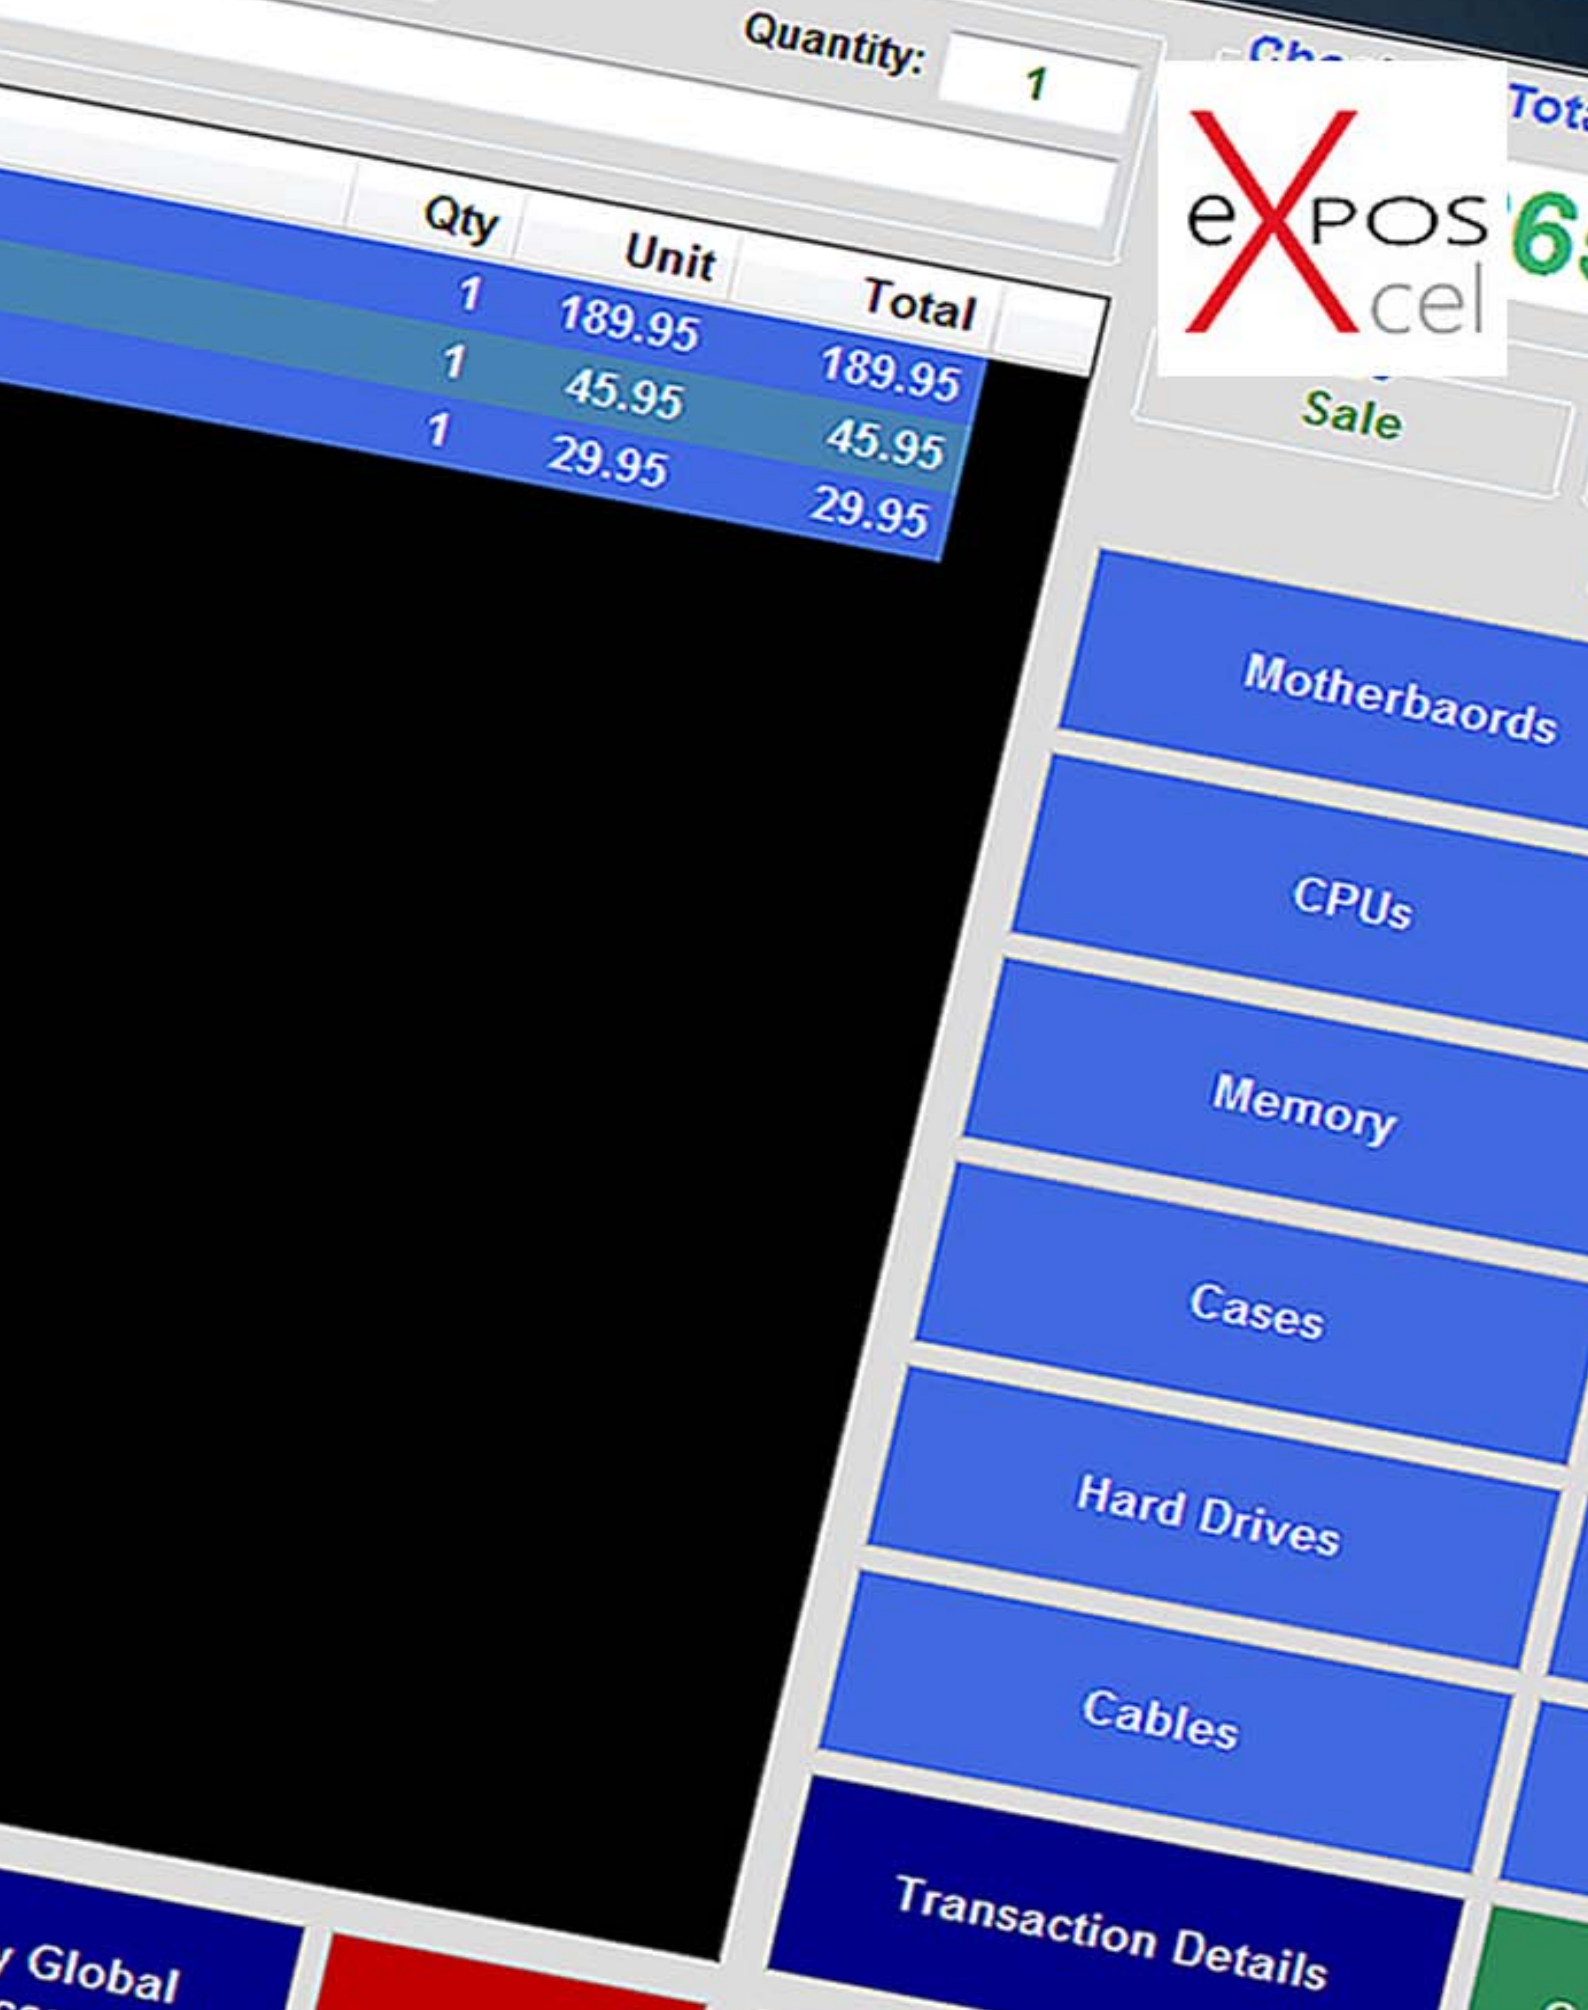 Quantity: 1
Qty Unit Total
1 189.95 189.95
1 45.95 45.95
1 29.95 29.95
eXPOS
Xcel
Sale
Motherbaords
CPUs
Memory
Cases
Hard Drives
Cables
Transaction Details
Global